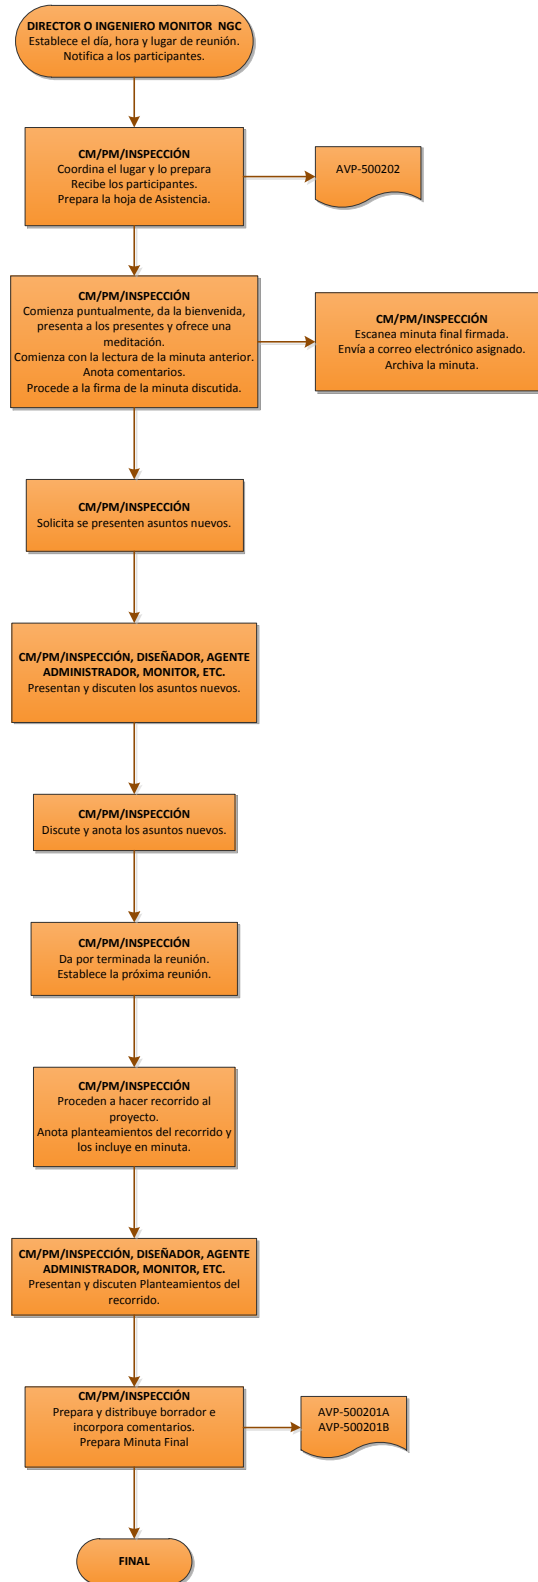 DIRECTOR O INGENIERO MONITOR NGC
Establece el día, hora y lugar de reunión.
Notifica a los participantes.
CM/PM/INSPECCIÓN
Coordina el lugar y lo prepara
Recibe los participantes.
Prepara la hoja de Asistencia.
AVP-500202
CM/PM/INSPECCIÓN
Comienza puntualmente, da la bienvenida,
presenta a los presentes y ofrece una
meditación.
Comienza con la lectura de la minuta anterior.
Anota comentarios.
Procede a la firma de la minuta discutida.
CM/PM/INSPECCIÓN
Escanea minuta final firmada.
Envía a correo electrónico asignado.
Archiva la minuta.
CM/PM/INSPECCIÓN
Solicita se presenten asuntos nuevos.
CM/PM/INSPECCIÓN, DISEÑADOR, AGENTE
ADMINISTRADOR, MONITOR, ETC.
Presentan y discuten los asuntos nuevos.
CM/PM/INSPECCIÓN
Discute y anota los asuntos nuevos.
CM/PM/INSPECCIÓN
Da por terminada la reunión.
Establece la próxima reunión.
CM/PM/INSPECCIÓN
Proceden a hacer recorrido al
proyecto.
Anota planteamientos del recorrido y
los incluye en minuta.
CM/PM/INSPECCIÓN, DISEÑADOR, AGENTE
ADMINISTRADOR, MONITOR, ETC.
Presentan y discuten Planteamientos del
recorrido.
CM/PM/INSPECCIÓN
Prepara y distribuye borrador e
incorpora comentarios.
Prepara Minuta Final
AVP-500201A
AVP-500201B
FINAL